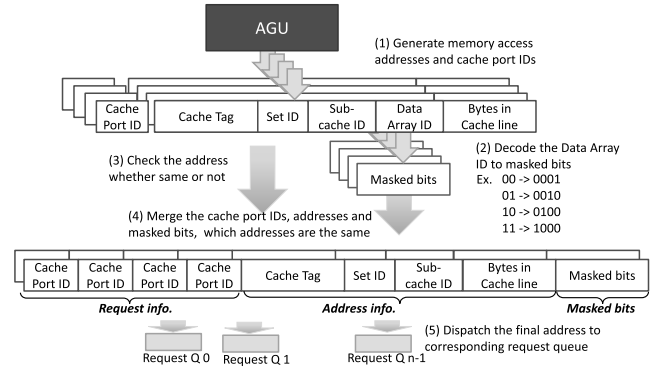 AGU
(1) Generate memory access
addresses and cache port IDs
Cache
Port ID
Cache Tag
Set ID
Sub-
cache ID
Data
Array ID
Bytes in
Cache line
(2) Decode the Data Array
ID to masked bits
Ex. 00 -> 0001
01 -> 0010
10 -> 0100
11 -> 1000
(3) Check the address
whether same or not
Masked bits
(4) Merge the cache port IDs, addresses and
masked bits, which addresses are the same
Cache
Port ID
Cache
Port ID
Cache
Port ID
Cache
Port ID
Cache Tag
Set ID
Sub-
cache ID
Bytes in
Cache line
Masked bits
Request info.
Address info.
Masked bits
(5) Dispatch the final address to
corresponding request queue
Request Q 0
Request Q 1
Request Q n-1